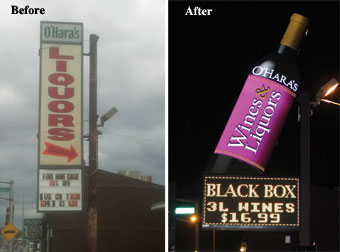 Before
After
O'Hara's
LIQUORS
O'HARA'S
Wines &
Liquors
BLACK BOX
3L WINES
$16.99